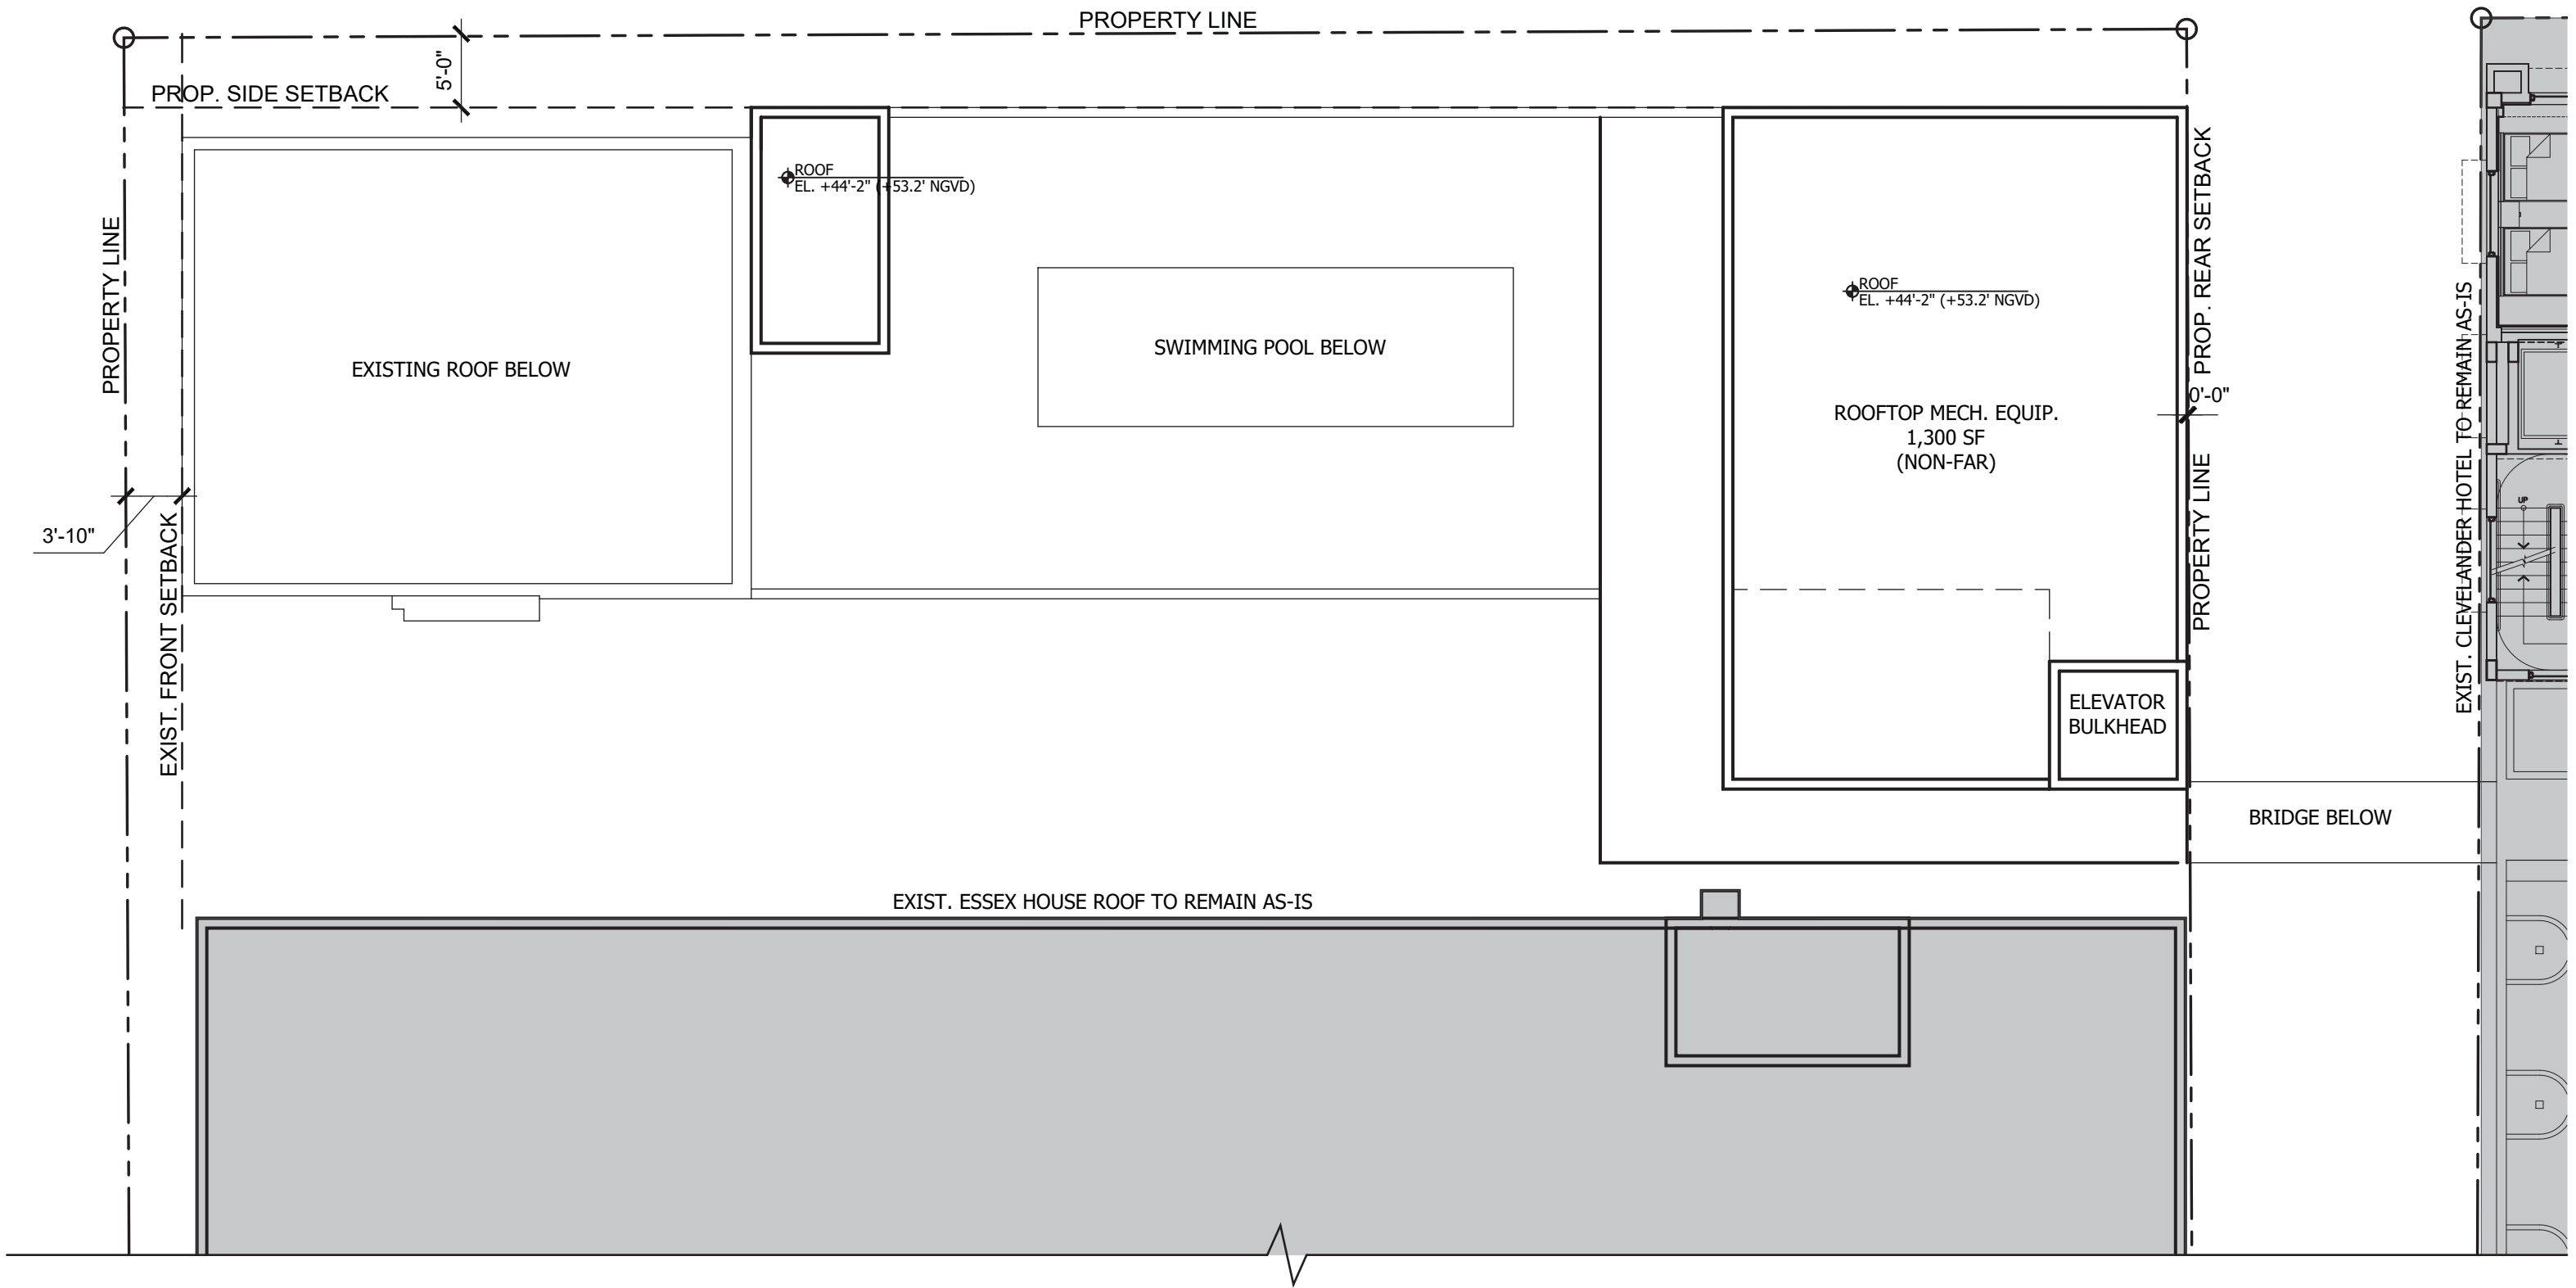 PROPERTY LINE
5'-0"
PROP. SIDE SETBACK
ROOF
EL. +44'-2" (+53.2' NGVD)
PROPERTY LINE
EXISTING ROOF BELOW
SWIMMING POOL BELOW
ROOF
EL. +44'-2" (+53.2' NGVD)
PROP. REAR SETBACK
0'-0"
ROOFTOP MECH. EQUIP.
1,300 SF
(NON-FAR)
3'-10"
EXIST. FRONT SETBACK
PROPERTY LINE
EXIST. CLEVELANDER HOTEL TO REMAIN AS-IS
UP
ELEVATOR
BULKHEAD
BRIDGE BELOW
EXIST. ESSEX HOUSE ROOF TO REMAIN AS-IS